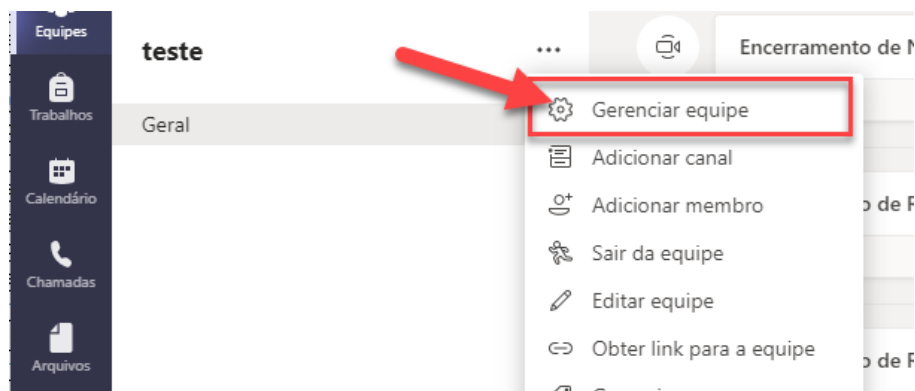 Equipes
Trabalhos
Calendário
Chamadas
Arquivos
teste
...
Geral
Gerenciar equipe
Adicionar canal
Adicionar membro
Sair da equipe
Editar equipe
Obter link para a equipe
Encerramento de
de
de